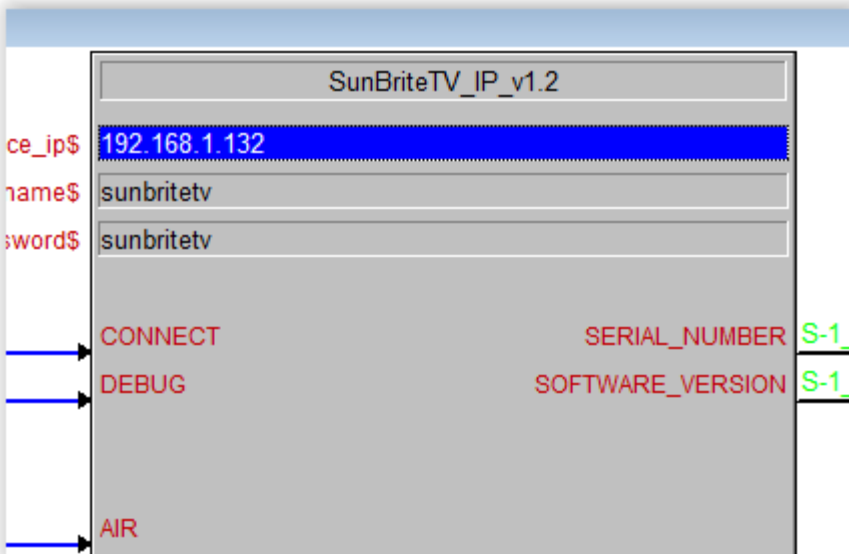 SunBriteTV_IP_v1.2
ce_ip$ 192.168.1.132
name$ sunbritetv
sword$ sunbritetv
CONNECT SERIAL_NUMBER S-1_
DEBUG SOFTWARE_VERSION S-1_
AIR